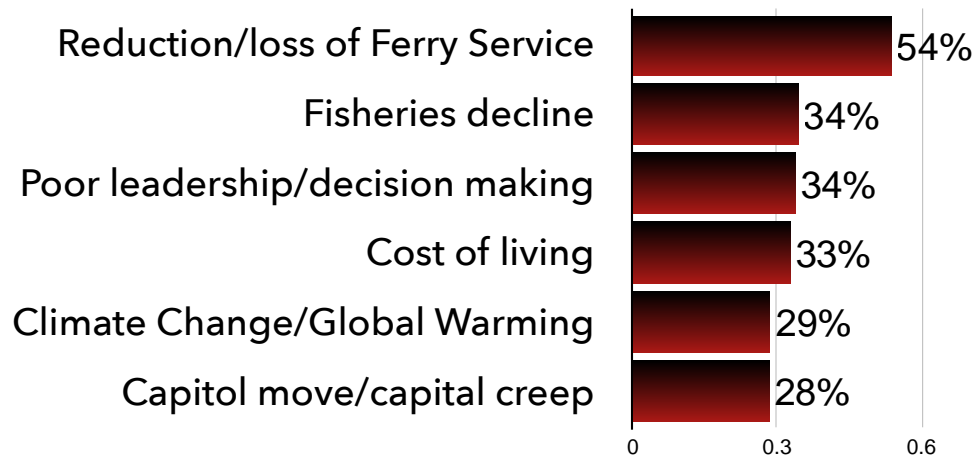 Reduction/loss of Ferry Service 54%
Fisheries decline 34%
Poor leadership/decision making 34%
Cost of living 33%
Climate Change/Global Warming 29%
Capitol move/capital creep 28%
0 0.3 0.6